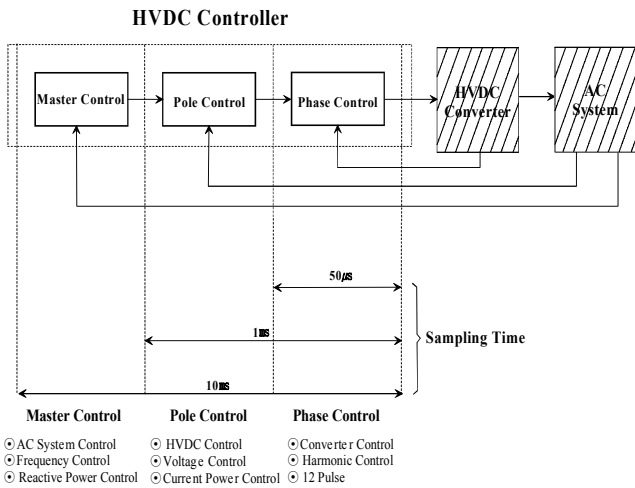 HVDC Controller
Master Control
Pole Control
Phase Control
HVDC
Converter
AC
System
50㎲
1㎳
Sampling Time
10㎳
Master Control
Pole Control
Phase Control
⊙ AC System Control
⊙ HVDC Control
⊙ Converter Control
⊙ Frequency Control
⊙ Voltage Control
⊙ Harmonic Control
⊙ Reactive Power Control
⊙ Current Power Control
⊙ 12 Pulse